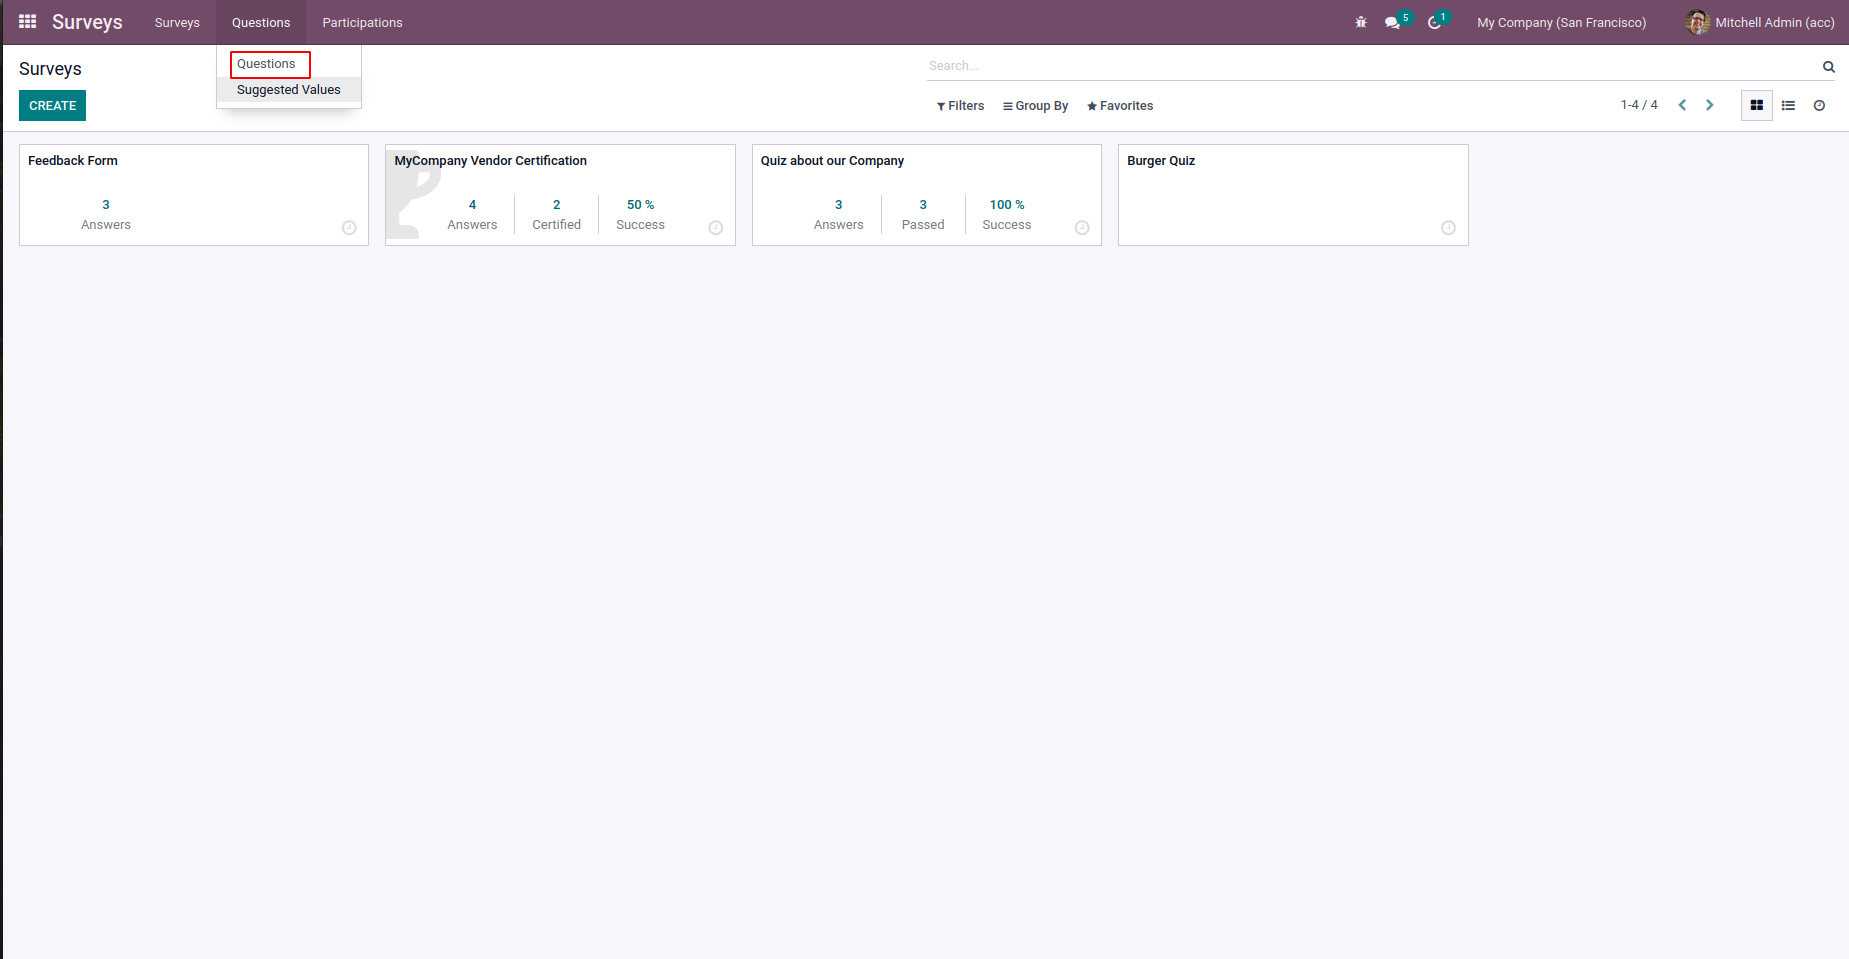 Surveys Surveys Questions Participations 5 1 My Company (San Francisco) Mitchell Admin (acc)
Surveys
Questions
Suggested Values
Search...
CREATE
Filters Group By Favorites 1-4 / 4
Feedback Form
3
Answers
MyCompany Vendor Certification
4 2 50 %
Answers Certified Success
Quiz about our Company
3 3 100 %
Answers Passed Success
Burger Quiz